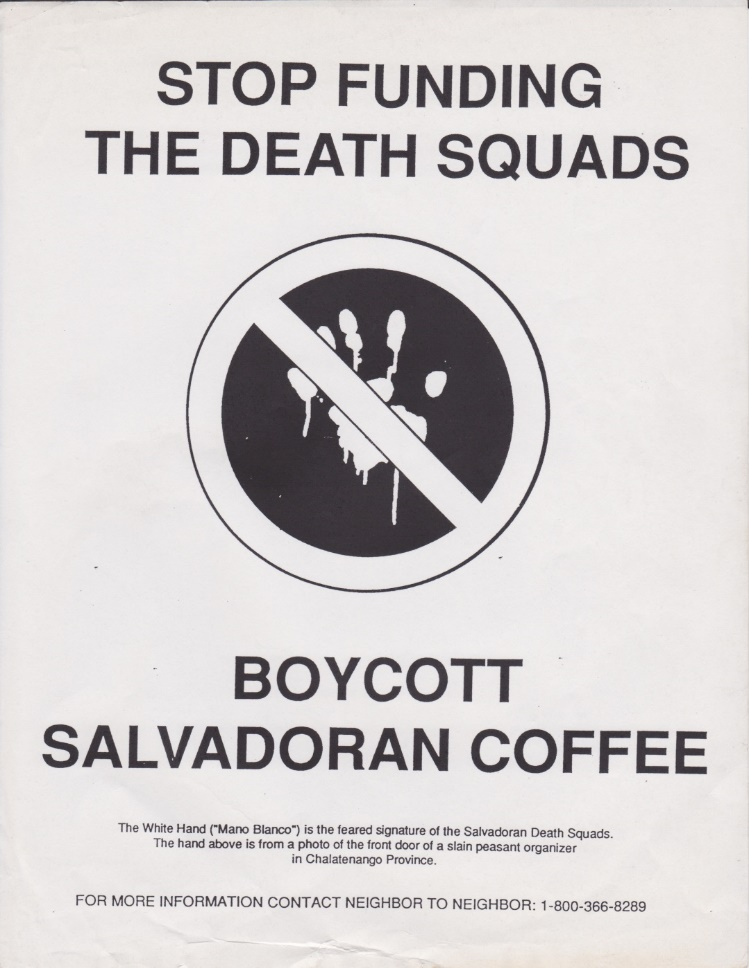 STOP FUNDING
THE DEATH SQUADS
BOYCOTT
SALVADORAN COFFEE
The White Hand ("Mano Blanco") is the feared signature of the Salvadoran Death Squads.
The hand above is from a photo of the front door of a slain peasant organizer
in Chalatenango Province.
FOR MORE INFORMATION CONTACT NEIGHBOR TO NEIGHBOR: 1-800-366-8289